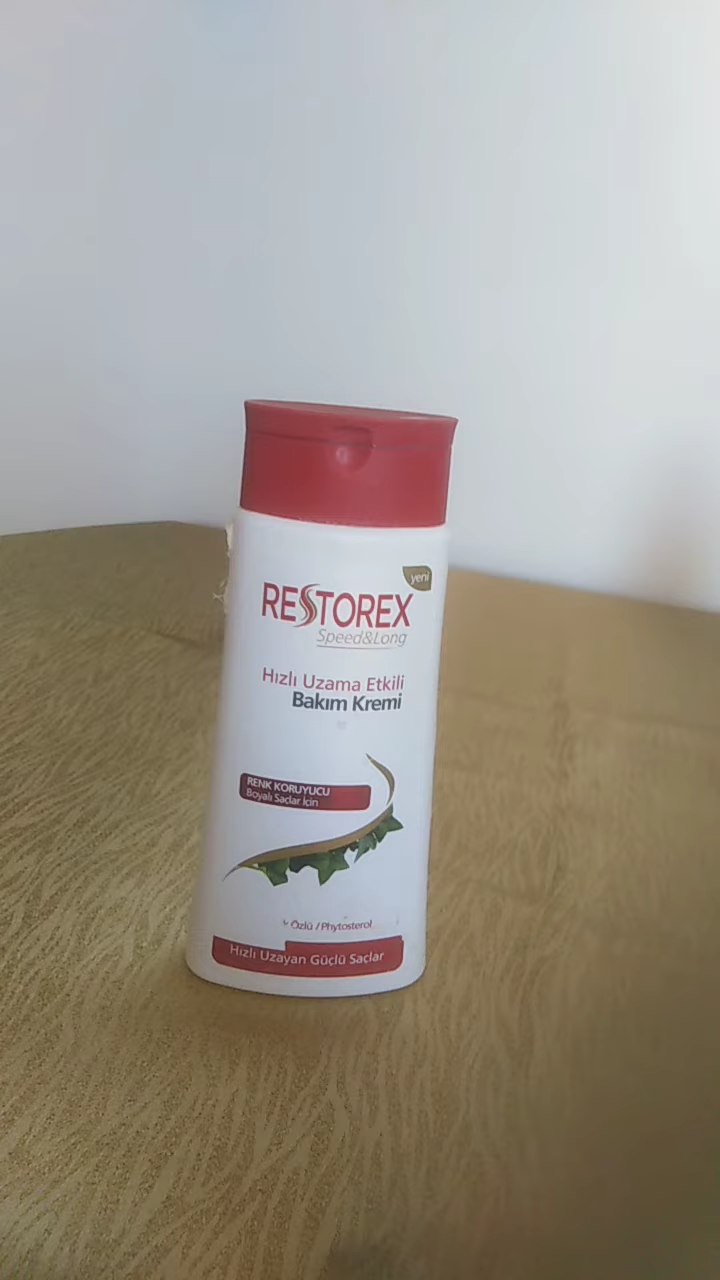 yeni
RESTOREX
Speed&Long
Hızlı Uzama Etkili
Bakım Kremi
RENK KORUYUCU
Boyalı Saçlar İçin
Özlü / Phytosterol
Hızlı Uzayan Güçlü Saçlar